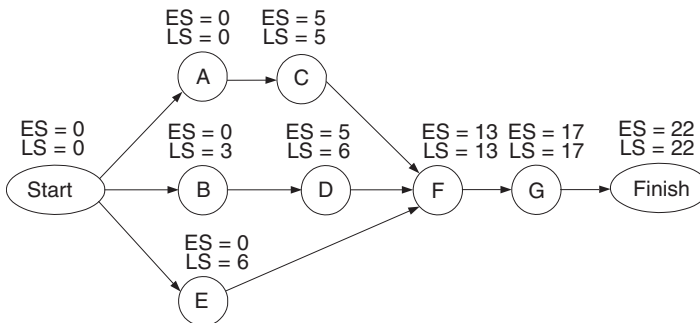 ES = 0
LS = 0
ES = 5
LS = 5
A
C
ES = 0
LS = 0
ES = 0
LS = 3
ES = 5
LS = 6
ES = 13
LS = 13
ES = 17
LS = 17
ES = 22
LS = 22
Start
B
D
F
G
Finish
ES = 0
LS = 6
E